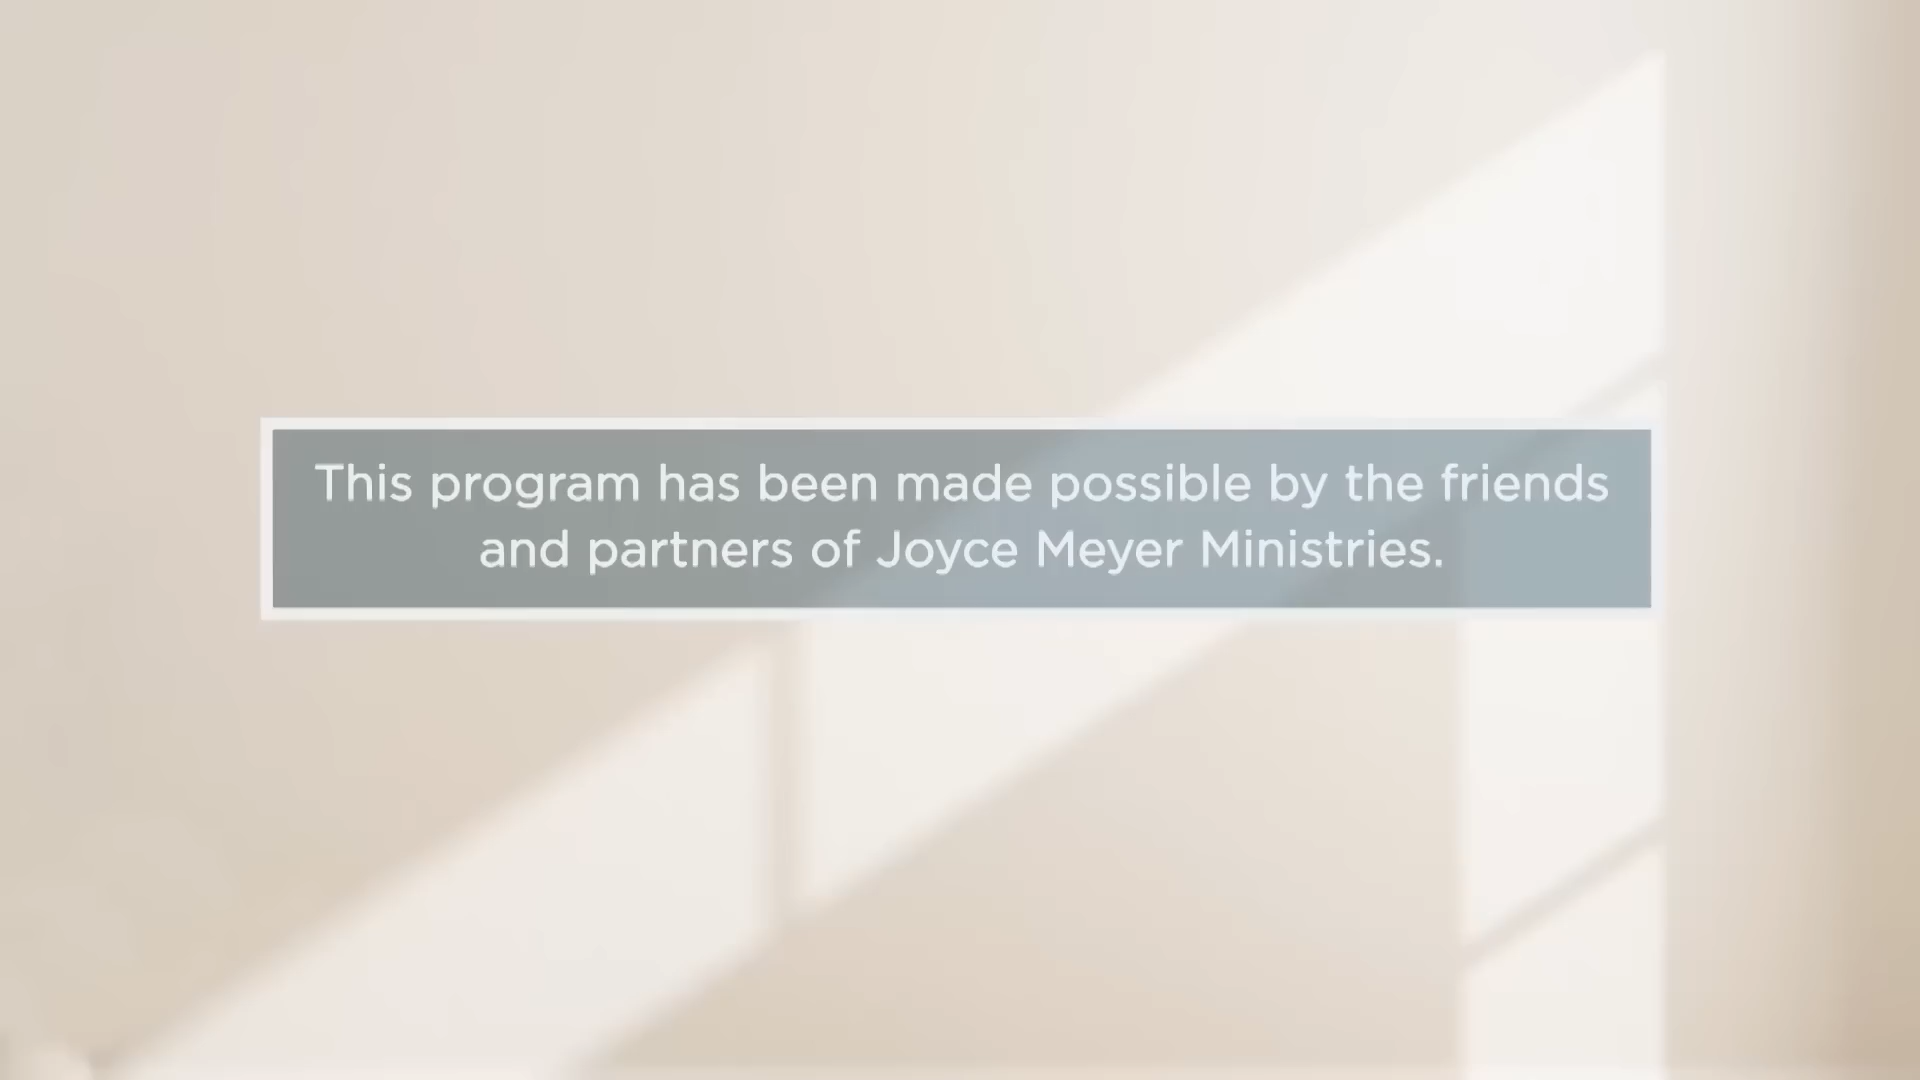 This program has been made possible by the friends
and partners of Joyce Meyer Ministries.